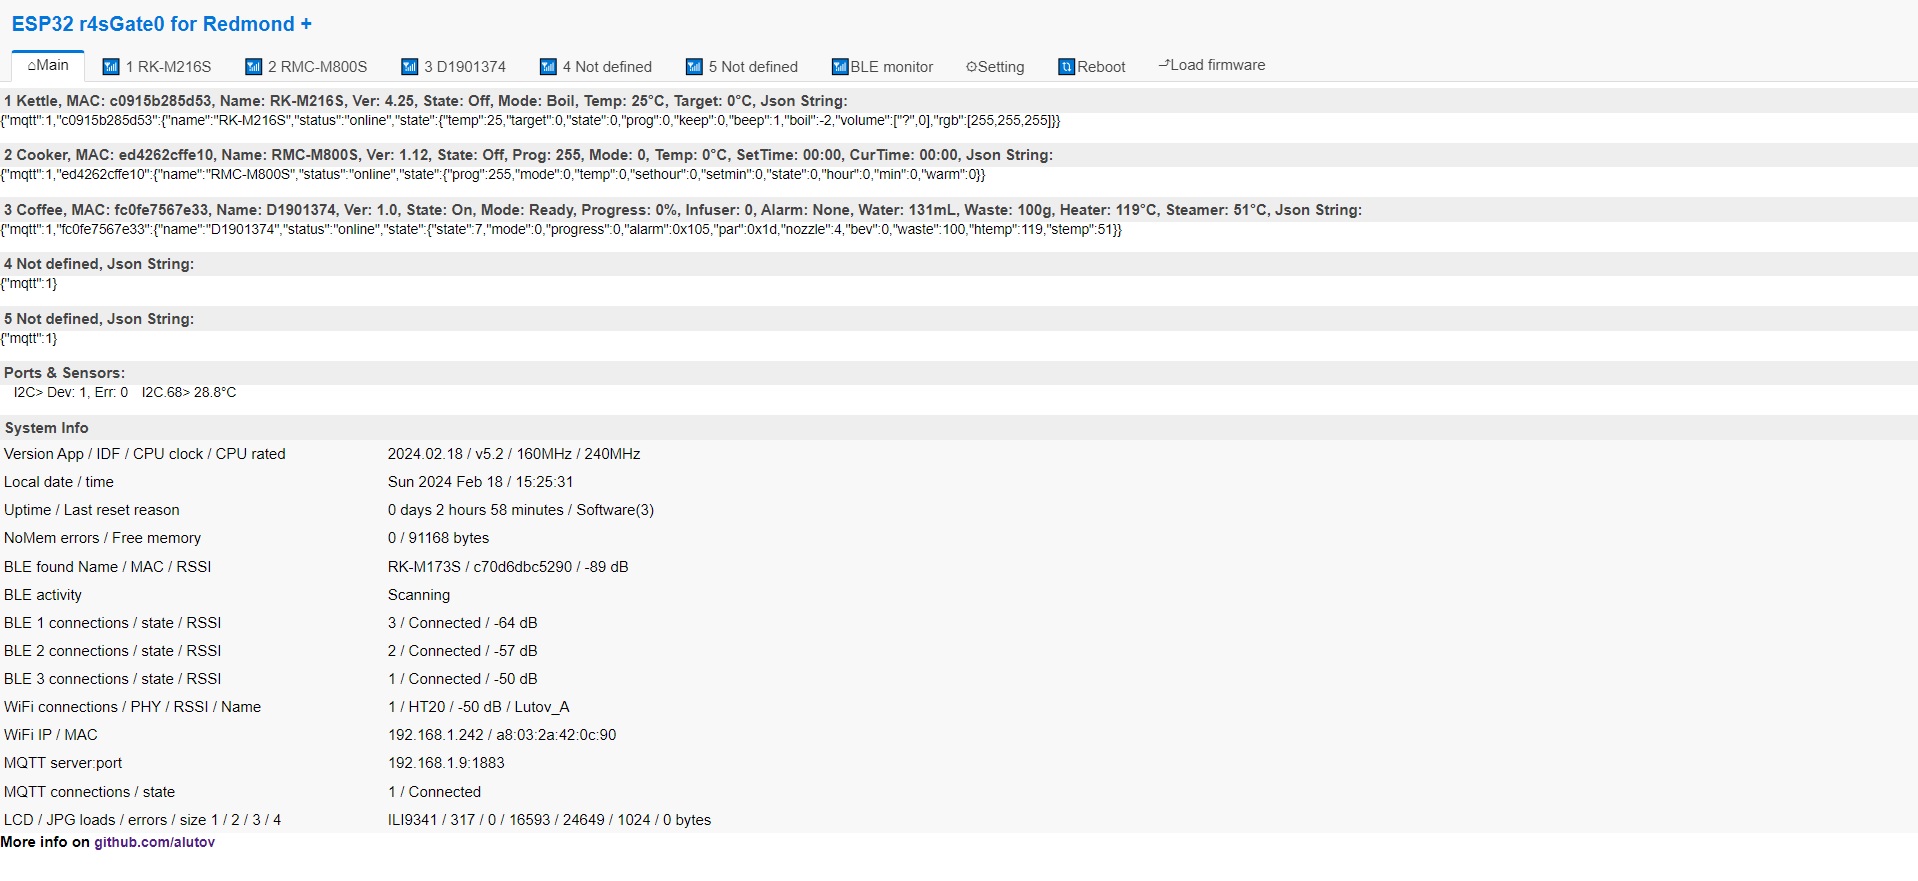 ESP32 r4sGate0 for Redmond +
⌂Main 📶 1 RK-M216S 📶 2 RMC-M800S 📶 3 D1901374 📶 4 Not defined 📶 5 Not defined 📶BLE monitor ⚙Setting 🔃Reboot ⮫Load firmware
1 Kettle, MAC: c0915b285d53, Name: RK-M216S, Ver: 4.25, State: Off, Mode: Boil, Temp: 25°C, Target: 0°C, Json String:
{"mqtt":1,"c0915b285d53":{"name":"RK-M216S","status":"online","state":{"temp":25,"target":0,"state":0,"prog":0,"keep":0,"beep":1,"boil":-2,"volume":["?",0],"rgb":[255,255,255]}}
2 Cooker, MAC: ed4262cffe10, Name: RMC-M800S, Ver: 1.12, State: Off, Prog: 255, Mode: 0, Temp: 0°C, SetTime: 00:00, CurTime: 00:00, Json String:
{"mqtt":1,"ed4262cffe10":{"name":"RMC-M800S","status":"online","state":{"prog":255,"mode":0,"temp":0,"sethour":0,"setmin":0,"state":0,"hour":0,"min":0,"warm":0}}
3 Coffee, MAC: fc0fe7567e33, Name: D1901374, Ver: 1.0, State: On, Mode: Ready, Progress: 0%, Infuser: 0, Alarm: None, Water: 131mL, Waste: 100g, Heater: 119°C, Steamer: 51°C, Json String:
{"mqtt":1,"fc0fe7567e33":{"name":"D1901374","status":"online","state":{"state":7,"mode":0,"progress":0,"alarm":0x105,"par":0x1d,"nozzle":4,"bev":0,"waste":100,"htemp":119,"stemp":51}}
4 Not defined, Json String:
{"mqtt":1}
5 Not defined, Json String:
{"mqtt":1}
Ports & Sensors:
I2C> Dev: 1, Err: 0 I2C.68> 28.8°C
System Info
Version App / IDF / CPU clock / CPU rated 2024.02.18 / v5.2 / 160MHz / 240MHz
Local date / time Sun 2024 Feb 18 / 15:25:31
Uptime / Last reset reason 0 days 2 hours 58 minutes / Software(3)
NoMem errors / Free memory 0 / 91168 bytes
BLE found Name / MAC / RSSI RK-M173S / c70d6dbc5290 / -89 dB
BLE activity Scanning
BLE 1 connections / state / RSSI 3 / Connected / -64 dB
BLE 2 connections / state / RSSI 2 / Connected / -57 dB
BLE 3 connections / state / RSSI 1 / Connected / -50 dB
WiFi connections / PHY / RSSI / Name 1 / HT20 / -50 dB / Lutov_A
WiFi IP / MAC 192.168.1.242 / a8:03:2a:42:0c:90
MQTT server:port 192.168.1.9:1883
MQTT connections / state 1 / Connected
LCD / JPG loads / errors / size 1 / 2 / 3 / 4 ILI9341 / 317 / 0 / 16593 / 24649 / 1024 / 0 bytes
More info on github.com/alutov